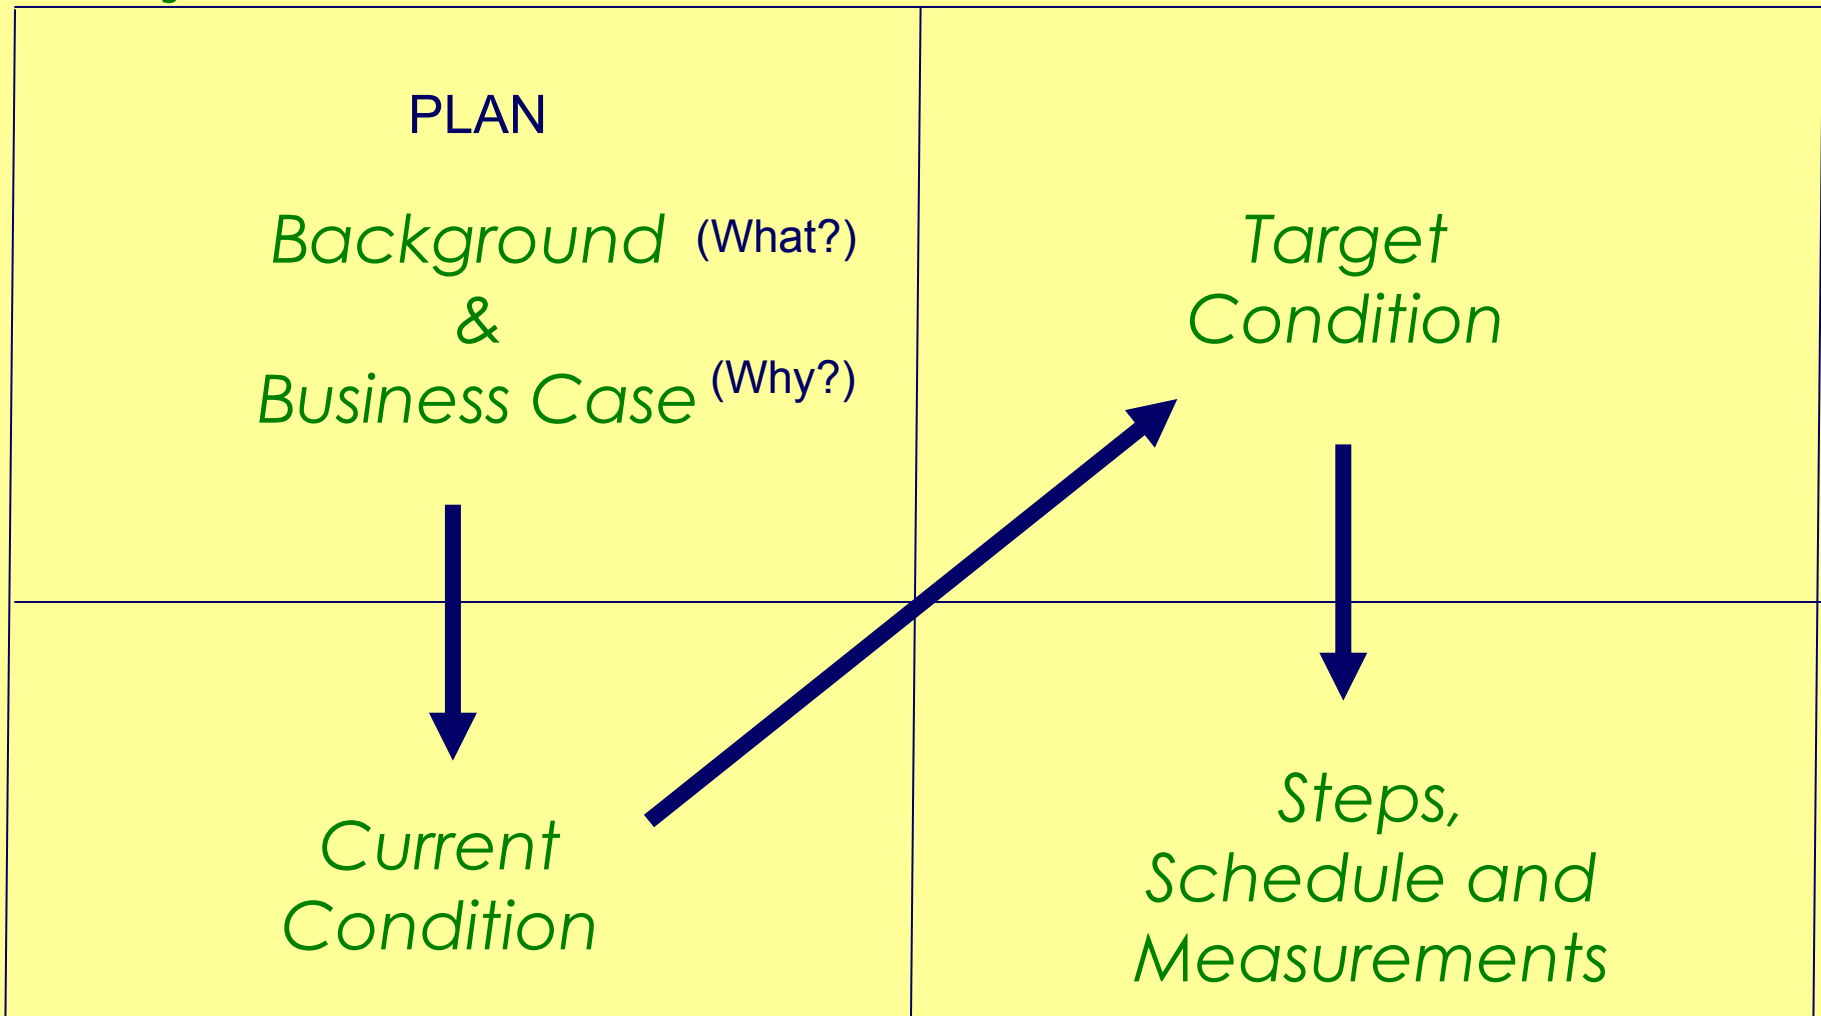 PLAN
Background (What?)
&
Business Case (Why?)
Current
Condition
Target
Condition
Steps,
Schedule and
Measurements